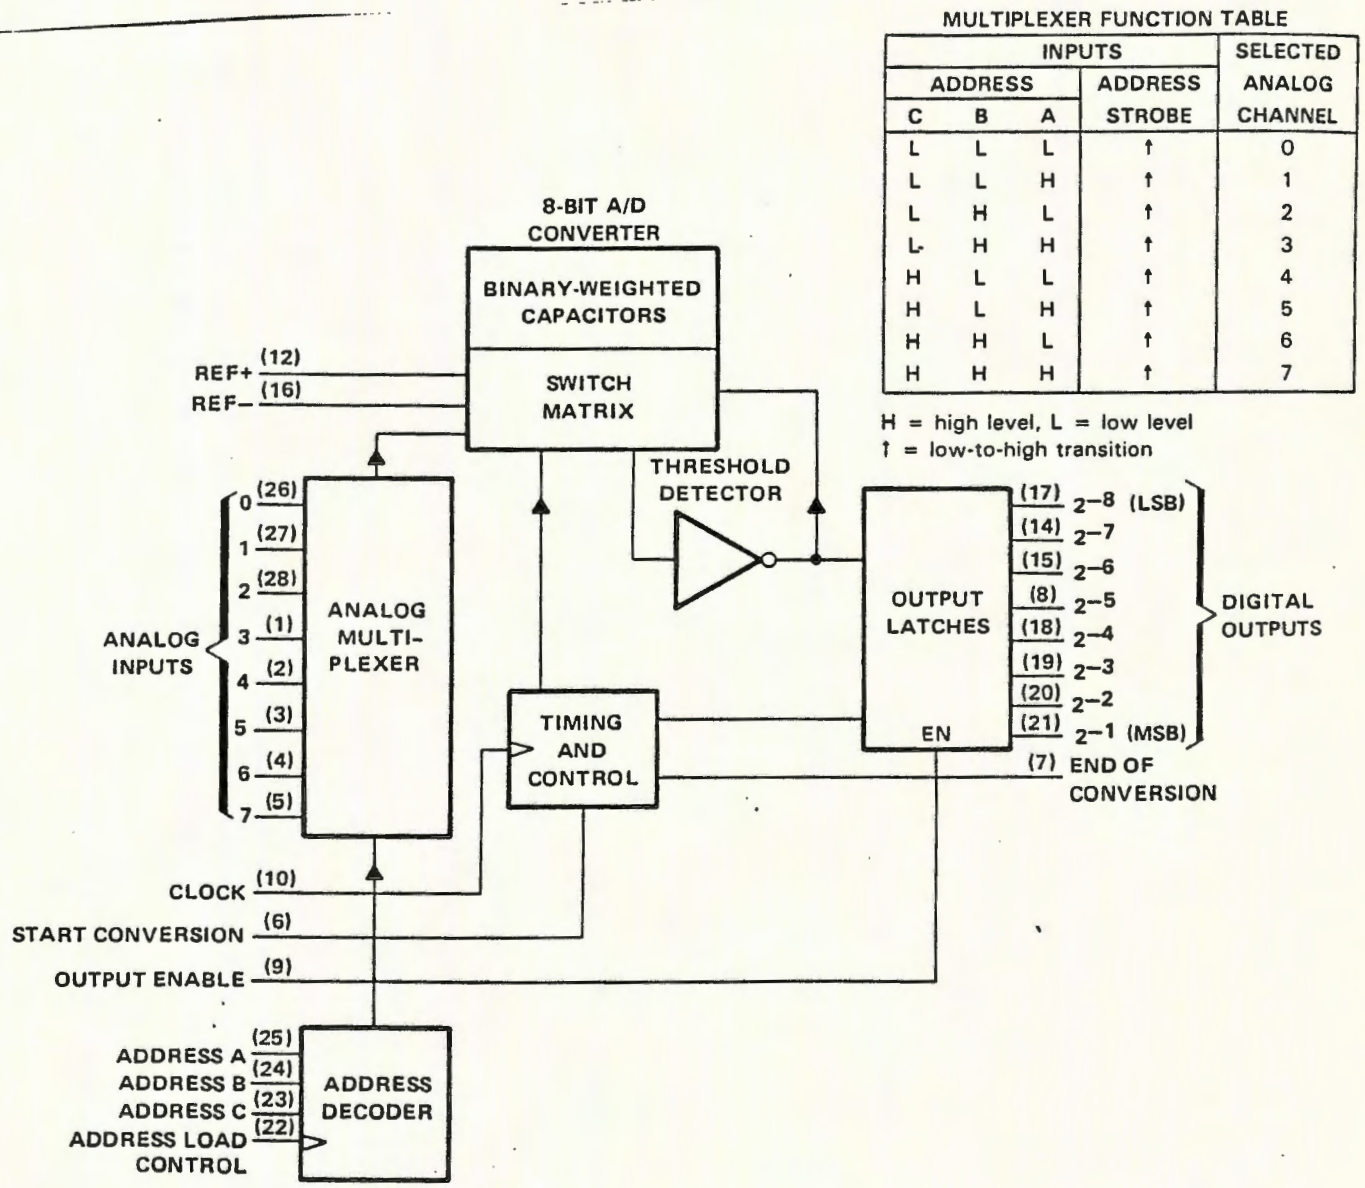 MULTIPLEXER FUNCTION TABLE
INPUTS SELECTED
ADDRESS ADDRESS ANALOG
C B A STROBE CHANNEL
L L L ↑ 0
L L H ↑ 1
L H L ↑ 2
L H H ↑ 3
H L L ↑ 4
H L H ↑ 5
H H L ↑ 6
H H H ↑ 7
H = high level, L = low level
↑ = low-to-high transition
8-BIT A/D
CONVERTER
BINARY-WEIGHTED
CAPACITORS
SWITCH
MATRIX
REF+ (12)
REF− (16)
THRESHOLD
DETECTOR
ANALOG
INPUTS
0 (26)
1 (27)
2 (28)
3 (1)
4 (2)
5 (3)
6 (4)
7 (5)
ANALOG
MULTI-
PLEXER
OUTPUT
LATCHES
EN
(17) 2−8 (LSB)
(14) 2−7
(15) 2−6
(8) 2−5
(18) 2−4
(19) 2−3
(20) 2−2
(21) 2−1 (MSB)
DIGITAL
OUTPUTS
(7) END OF
CONVERSION
TIMING
AND
CONTROL
CLOCK (10)
START CONVERSION (6)
OUTPUT ENABLE (9)
ADDRESS A (25)
ADDRESS B (24)
ADDRESS C (23)
ADDRESS LOAD (22)
CONTROL
ADDRESS
DECODER